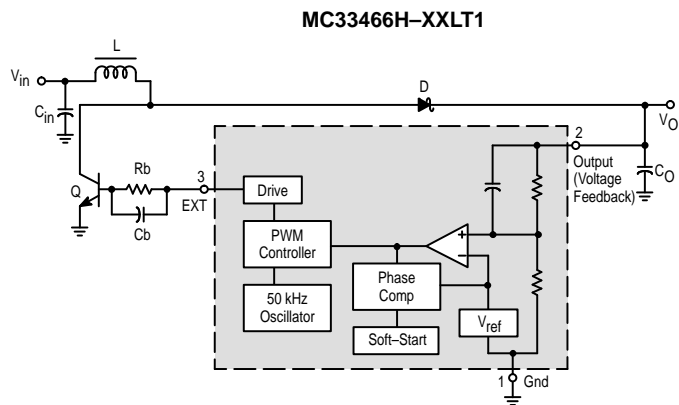 MC33466H–XXLT1
L
Vin
Cin
D
VO
2
Output
(Voltage
Feedback)
CO
Rb
3
Q
EXT
Cb
Drive
PWM
Controller
50 kHz
Oscillator
+
–
Phase
Comp
Soft–Start
Vref
1
Gnd